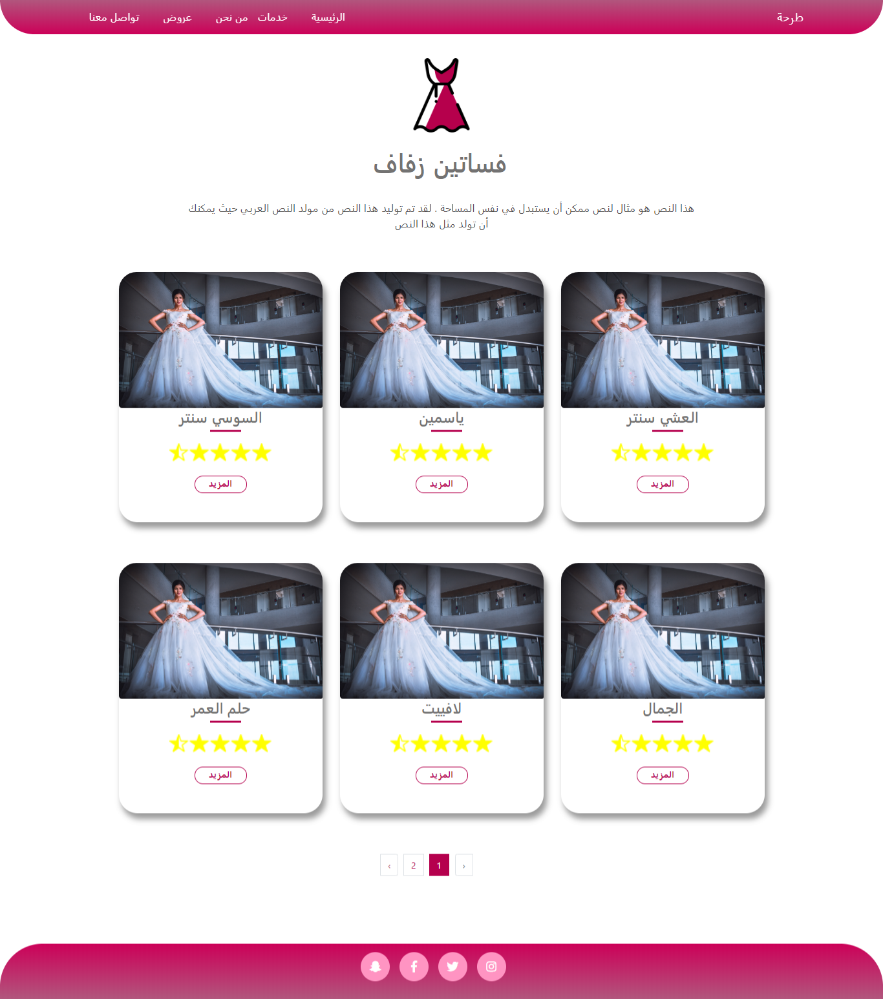 طرحة
الرئيسية خدمات من نحن عروض تواصل معنا
فساتين زفاف
هذا النص هو مثال لنص ممكن أن يستبدل في نفس المساحة . لقد تم توليد هذا النص من مولد النص العربي حيث يمكنك
أن تولد مثل هذا النص
العشي سنتر
المزيد
ياسمين
المزيد
السوسي سنتر
المزيد
الجمال
المزيد
لافييت
المزيد
حلم العمر
المزيد
‹ 1 2 ›